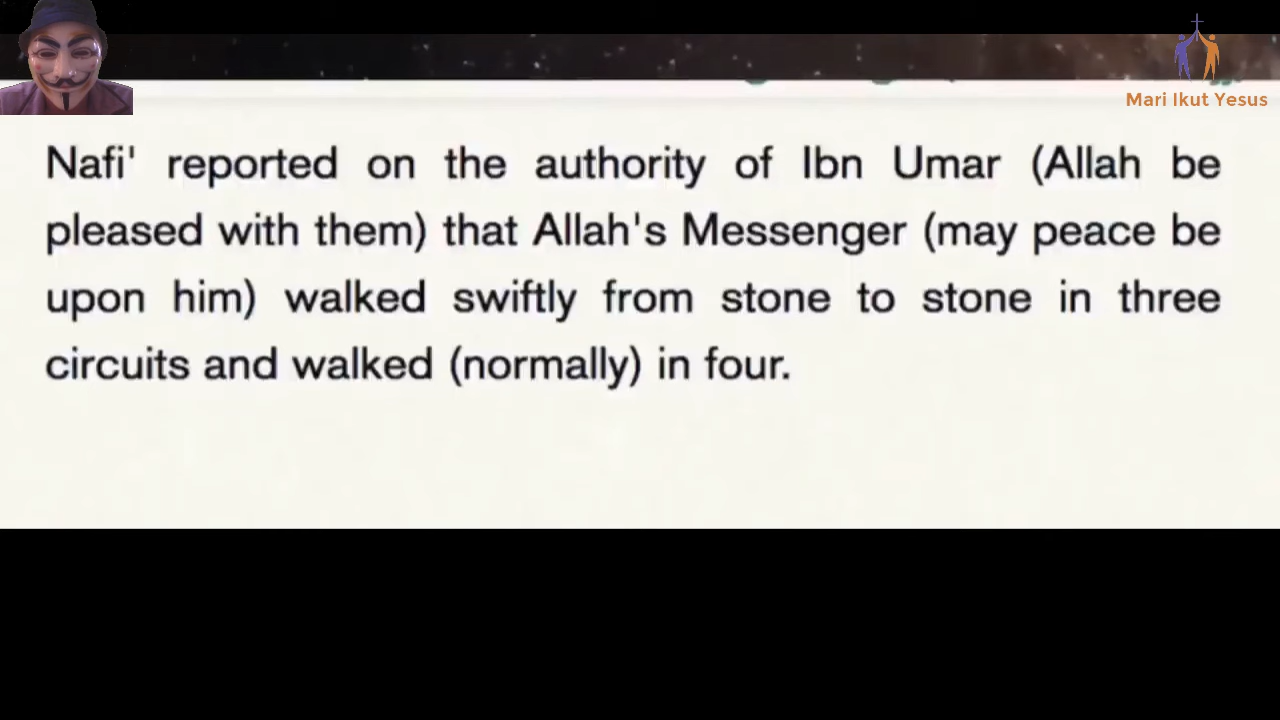 Mari Ikut Yesus
Nafi' reported on the authority of Ibn Umar (Allah be
pleased with them) that Allah's Messenger (may peace be
upon him) walked swiftly from stone to stone in three
circuits and walked (normally) in four.